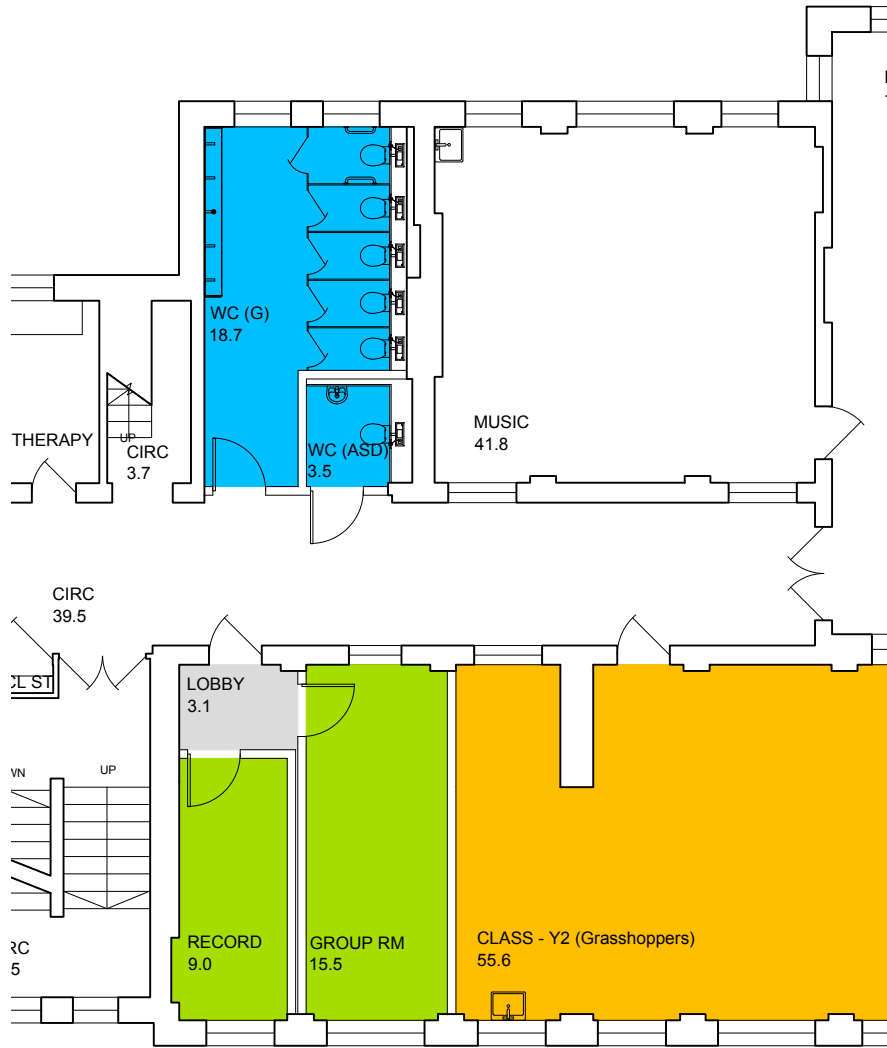 WC (G)
18.7
MUSIC
41.8
THERAPY
UP
CIRC
3.7
WC (ASD)
3.5
CIRC
39.5
LOBBY
3.1
CL ST
WN
UP
RECORD
9.0
GROUP RM
15.5
CLASS - Y2 (Grasshoppers)
55.6
RC
5